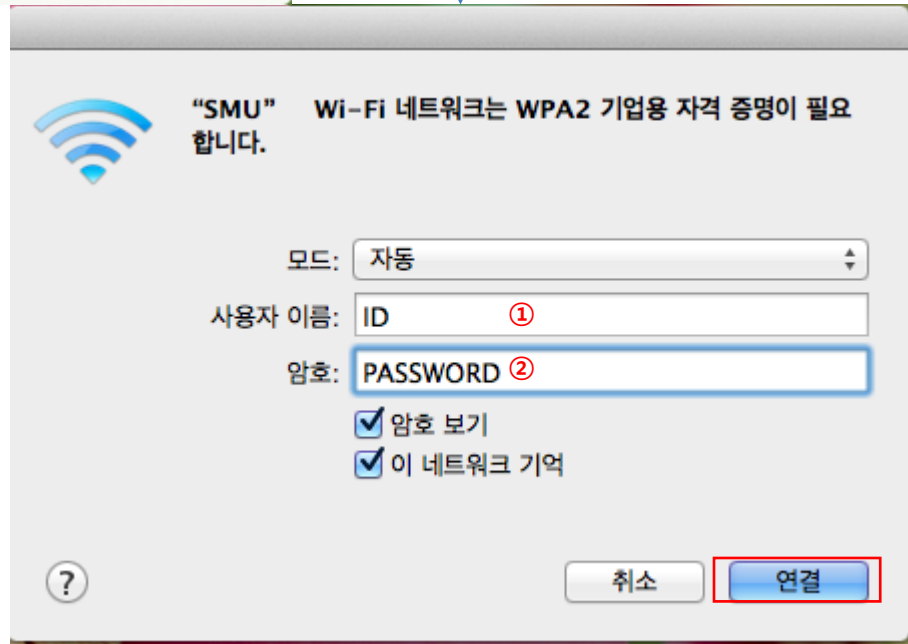 “SMU” Wi-Fi 네트워크는 WPA2 기업용 자격 증명이 필요
합니다.
모드: 자동
사용자 이름: ID ①
암호: PASSWORD ②
암호 보기
이 네트워크 기억
? 취소 연결